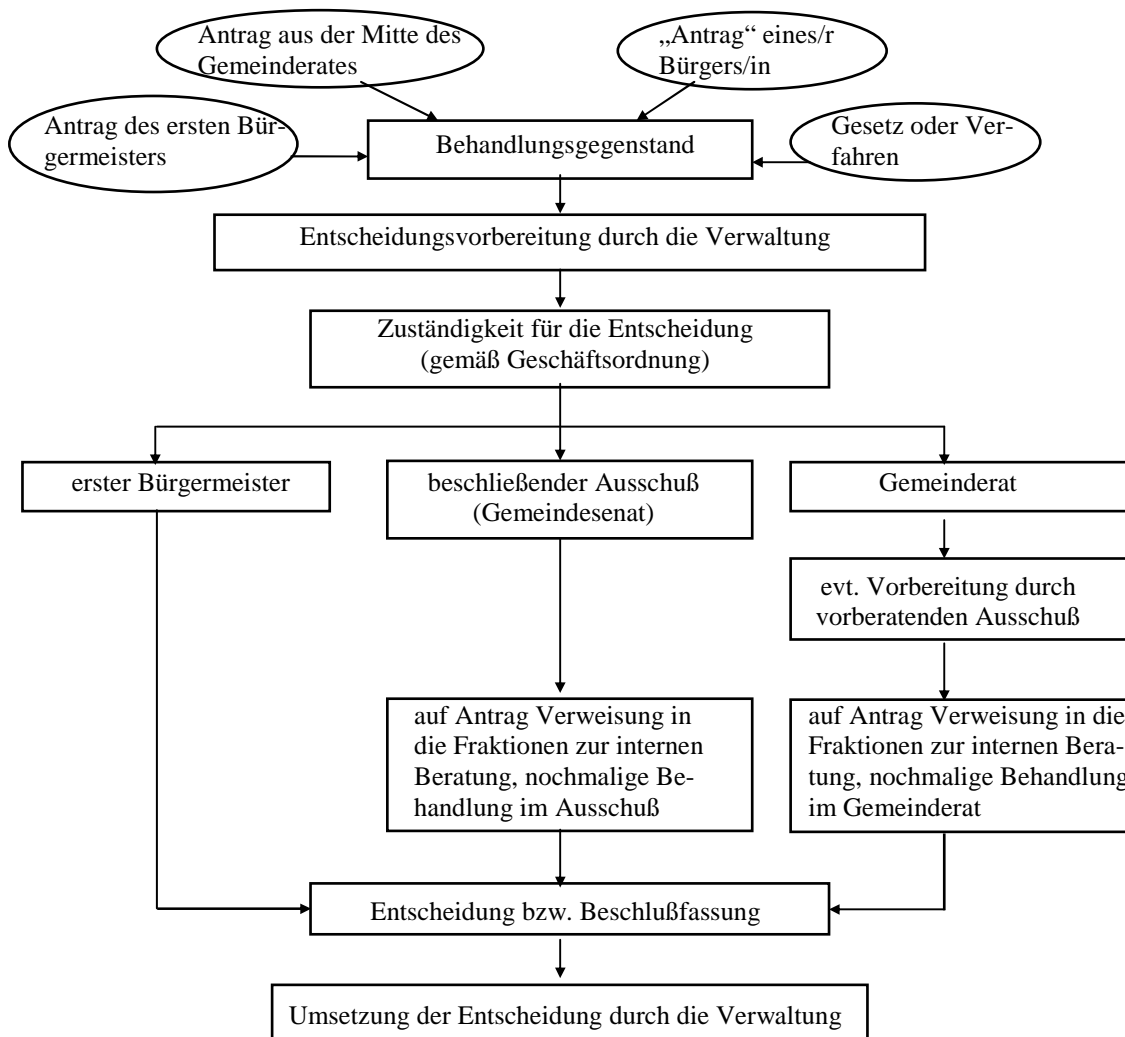 Antrag aus der Mitte des
Gemeinderates
„Antrag“ eines/r
Bürgers/in
Antrag des ersten Bür-
germeisters
Behandlungsgegenstand
Gesetz oder Ver-
fahren
Entscheidungsvorbereitung durch die Verwaltung
Zuständigkeit für die Entscheidung
(gemäß Geschäftsordnung)
erster Bürgermeister
beschließender Ausschuß
(Gemeindesenat)
Gemeinderat
evt. Vorbereitung durch
vorberatenden Ausschuß
auf Antrag Verweisung in
die Fraktionen zur internen
Beratung, nochmalige Be-
handlung im Ausschuß
auf Antrag Verweisung in die
Fraktionen zur internen Bera-
tung, nochmalige Behandlung
im Gemeinderat
Entscheidung bzw. Beschlußfassung
Umsetzung der Entscheidung durch die Verwaltung